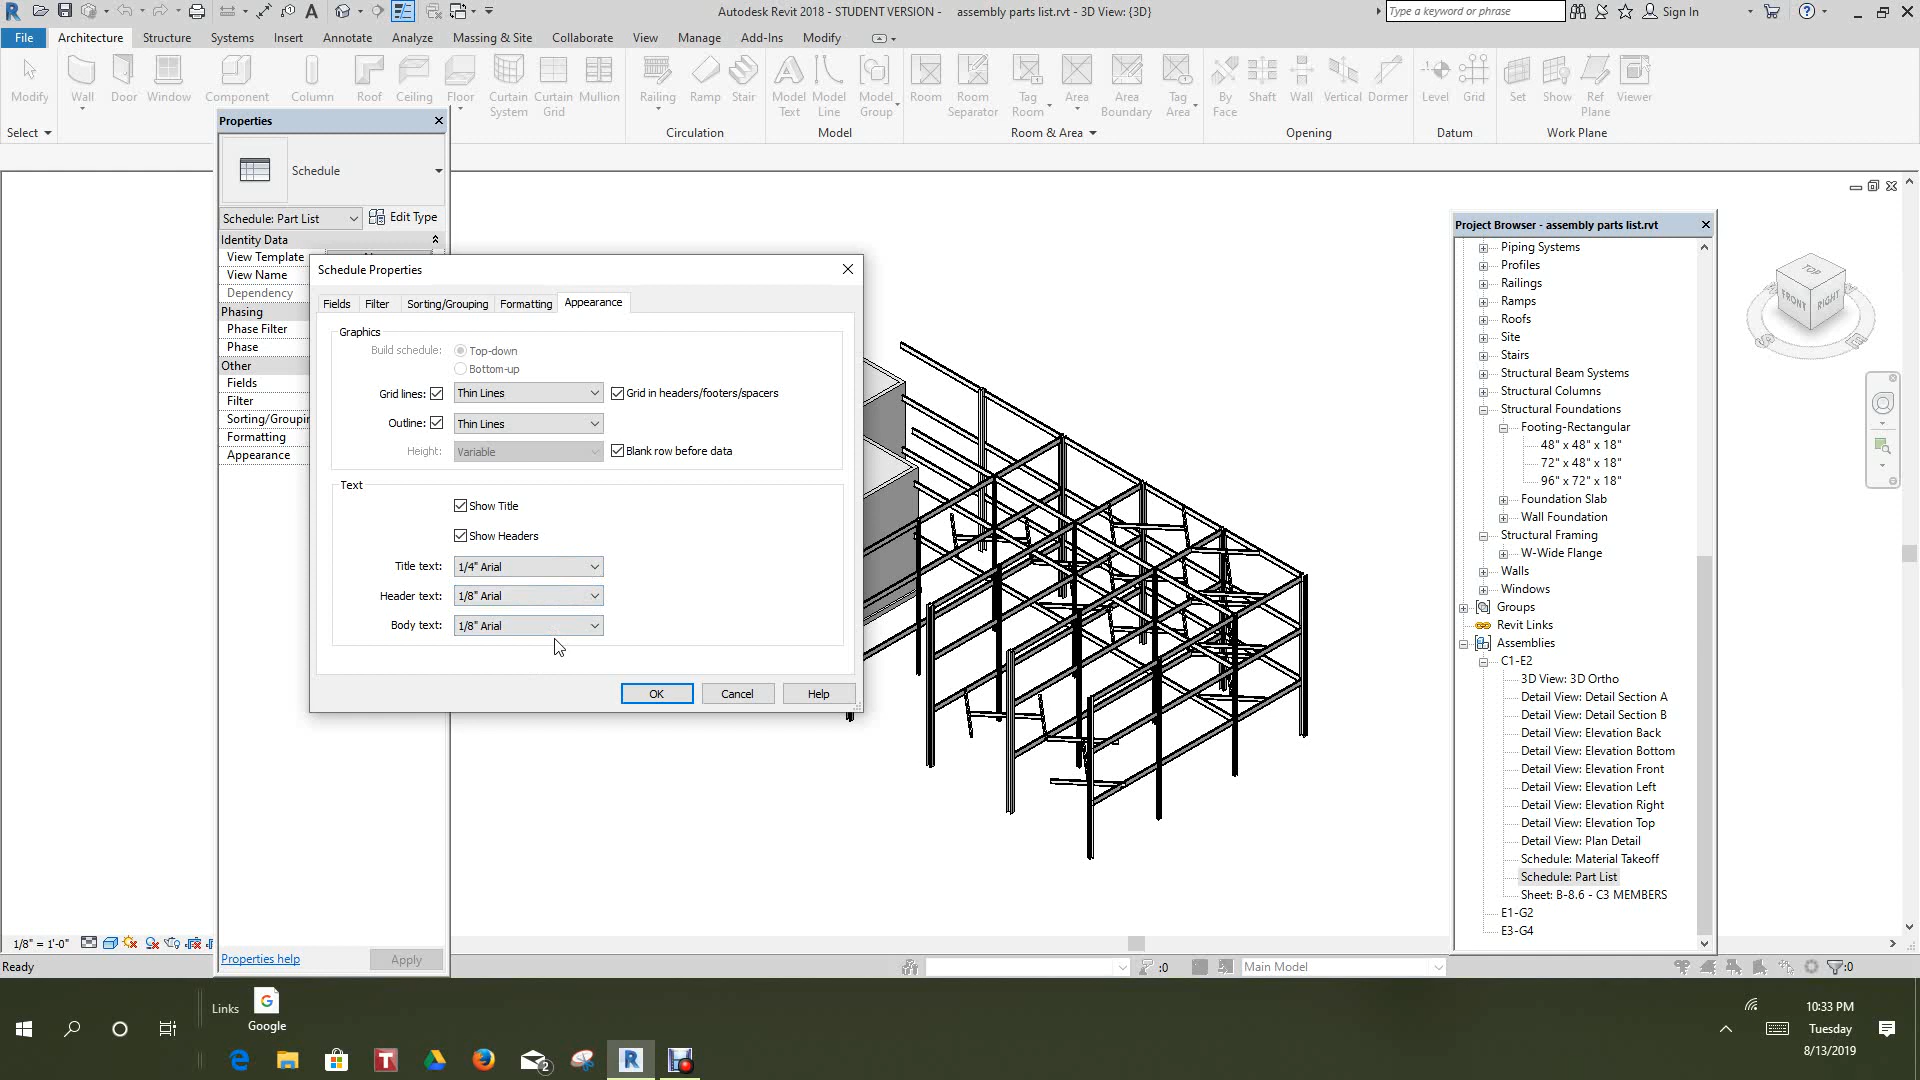 Autodesk Revit 2018 - STUDENT VERSION - assembly parts list.rvt - 3D View: {3D}
Type a keyword or phrase
Sign In
File Architecture Structure Systems Insert Annotate Analyze Massing & Site Collaborate View Manage Add-Ins Modify
Modify Wall Door Window Component Column Roof Ceiling Floor Curtain System Curtain Grid Mullion Railing Ramp Stair Model Text Model Line Model Group Room Room Separator Tag Room Area Area Boundary Tag Area By Face Shaft Wall Vertical Dormer Level Grid Set Show Ref Plane Viewer
Select Circulation Model Room & Area Opening Datum Work Plane
Properties
Schedule
Schedule: Part List Edit Type
Identity Data
View Template
View Name
Dependency
Phasing
Phase Filter
Phase
Other
Fields
Filter
Sorting/Groupin
Formatting
Appearance
Properties help Apply
Schedule Properties
Fields Filter Sorting/Grouping Formatting Appearance
Graphics
Build schedule: Top-down
Bottom-up
Grid lines: Thin Lines Grid in headers/footers/spacers
Outline: Thin Lines
Height: Variable Blank row before data
Text
Show Title
Show Headers
Title text: 1/4" Arial
Header text: 1/8" Arial
Body text: 1/8" Arial
OK Cancel Help
TOP
FRONT RIGHT
Project Browser - assembly parts list.rvt
Piping Systems
Profiles
Railings
Ramps
Roofs
Site
Stairs
Structural Beam Systems
Structural Columns
Structural Foundations
Footing-Rectangular
48" x 48" x 18"
72" x 48" x 18"
96" x 72" x 18"
Foundation Slab
Wall Foundation
Structural Framing
W-Wide Flange
Walls
Windows
Groups
Revit Links
Assemblies
C1-E2
3D View: 3D Ortho
Detail View: Detail Section A
Detail View: Detail Section B
Detail View: Elevation Back
Detail View: Elevation Bottom
Detail View: Elevation Front
Detail View: Elevation Left
Detail View: Elevation Right
Detail View: Elevation Top
Detail View: Plan Detail
Schedule: Material Takeoff
Schedule: Part List
Sheet: B-8.6 - C3 MEMBERS
E1-G2
E3-G4
1/8" = 1'-0"
Ready
:0
Main Model
:0
Links
Google
2
10:33 PM
Tuesday
8/13/2019